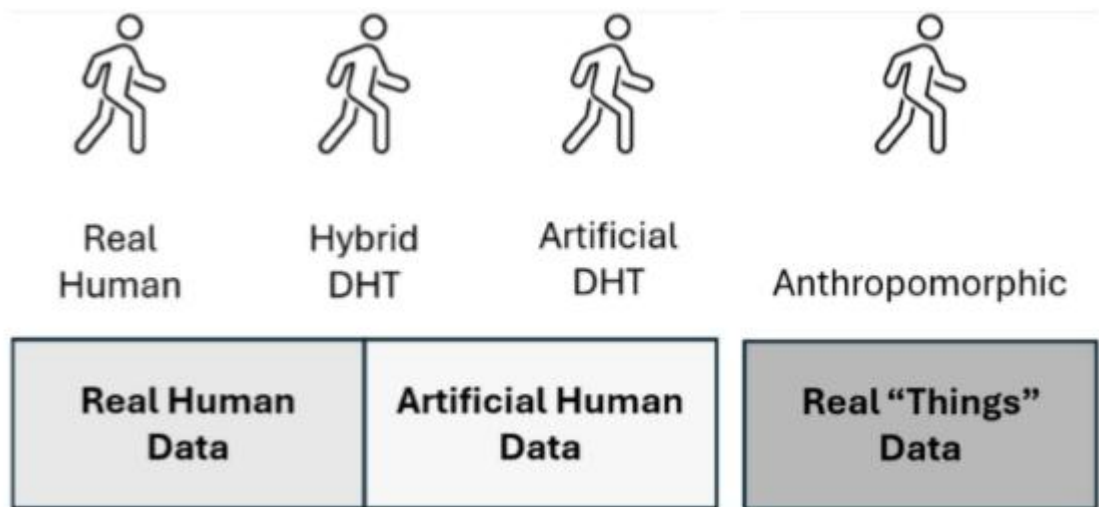 Real
Human
Hybrid
DHT
Artificial
DHT
Anthropomorphic
Real Human
Data
Artificial Human
Data
Real “Things”
Data